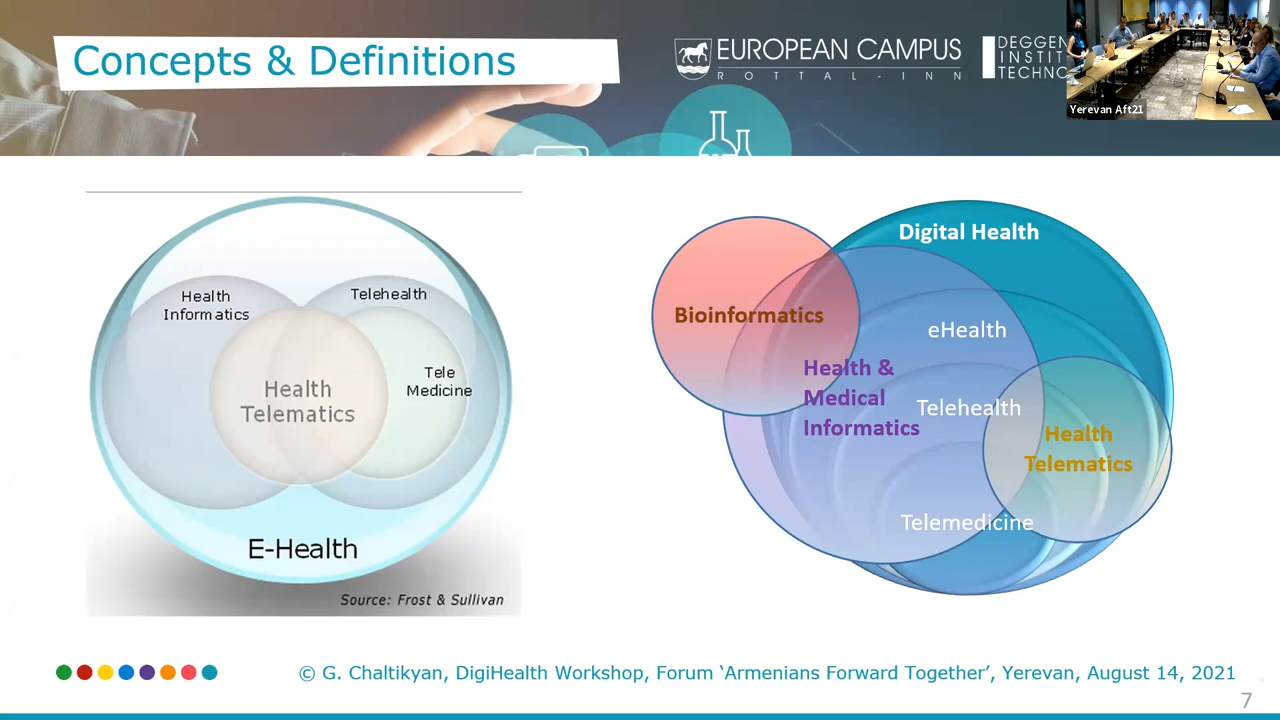 Concepts & Definitions
EUROPEAN CAMPUS
ROTTAL-INN
DEGGEN
INSTIT
TECHNO
Yerevan Aft21
Health
Informatics
Telehealth
Tele
Medicine
Health
Telematics
E-Health
Source: Frost & Sullivan
Digital Health
Bioinformatics
eHealth
Health &
Medical
Informatics
Telehealth
Health
Telematics
Telemedicine
© G. Chaltikyan, DigiHealth Workshop, Forum ‘Armenians Forward Together’, Yerevan, August 14, 2021
7